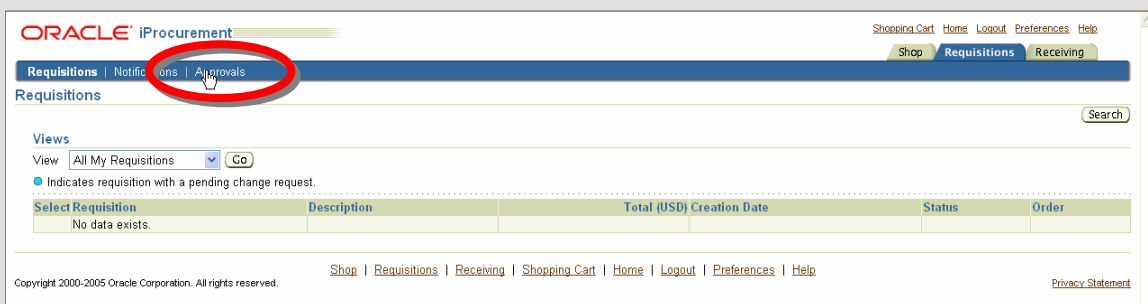 ORACLE iProcurement
Shopping Cart Home Logout Preferences Help
Shop Requisitions Receiving
Requisitions | Notifications | Approvals
Requisitions
Search
Views
View All My Requisitions Go
Indicates requisition with a pending change request.
Select Requisition Description Total (USD) Creation Date Status Order
No data exists.
Shop | Requisitions | Receiving | Shopping Cart | Home | Logout | Preferences | Help
Copyright 2000-2005 Oracle Corporation. All rights reserved. Privacy Statement